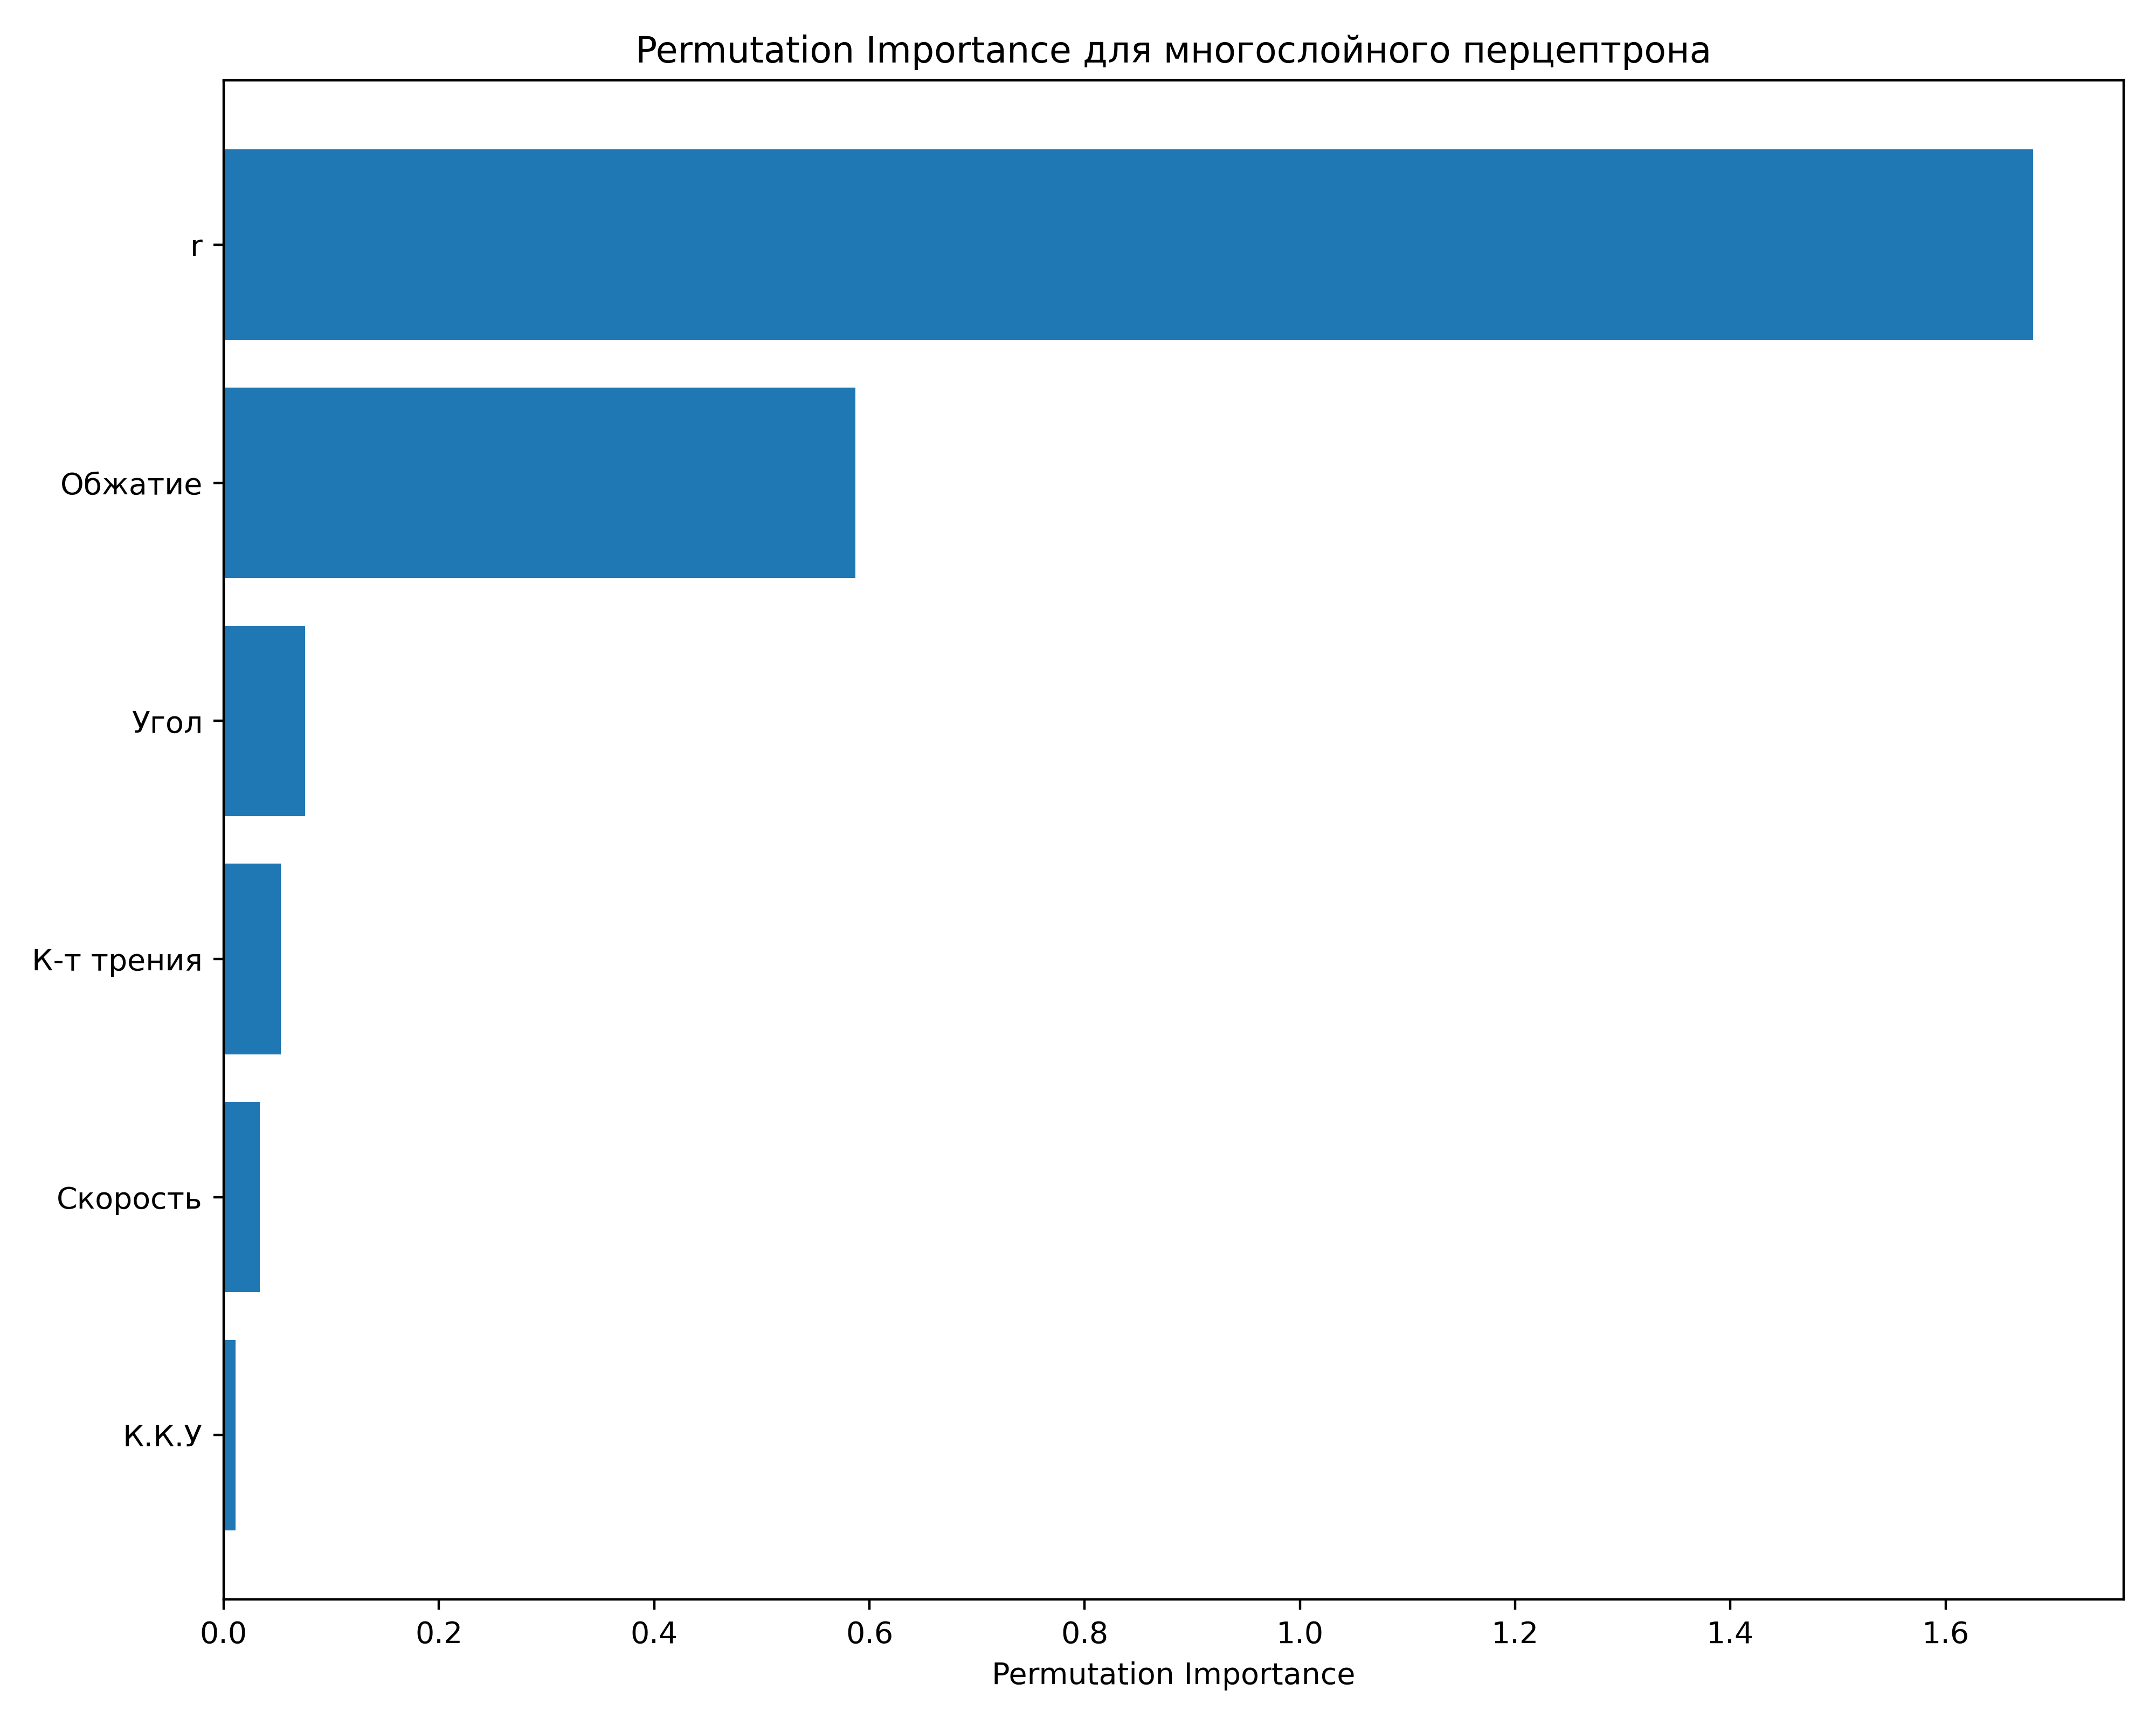 Permutation Importance для многослойного перцептрона
r
Обжатие
Угол
К-т трения
Скорость
К.К.У
0.0 0.2 0.4 0.6 0.8 1.0 1.2 1.4 1.6
Permutation Importance